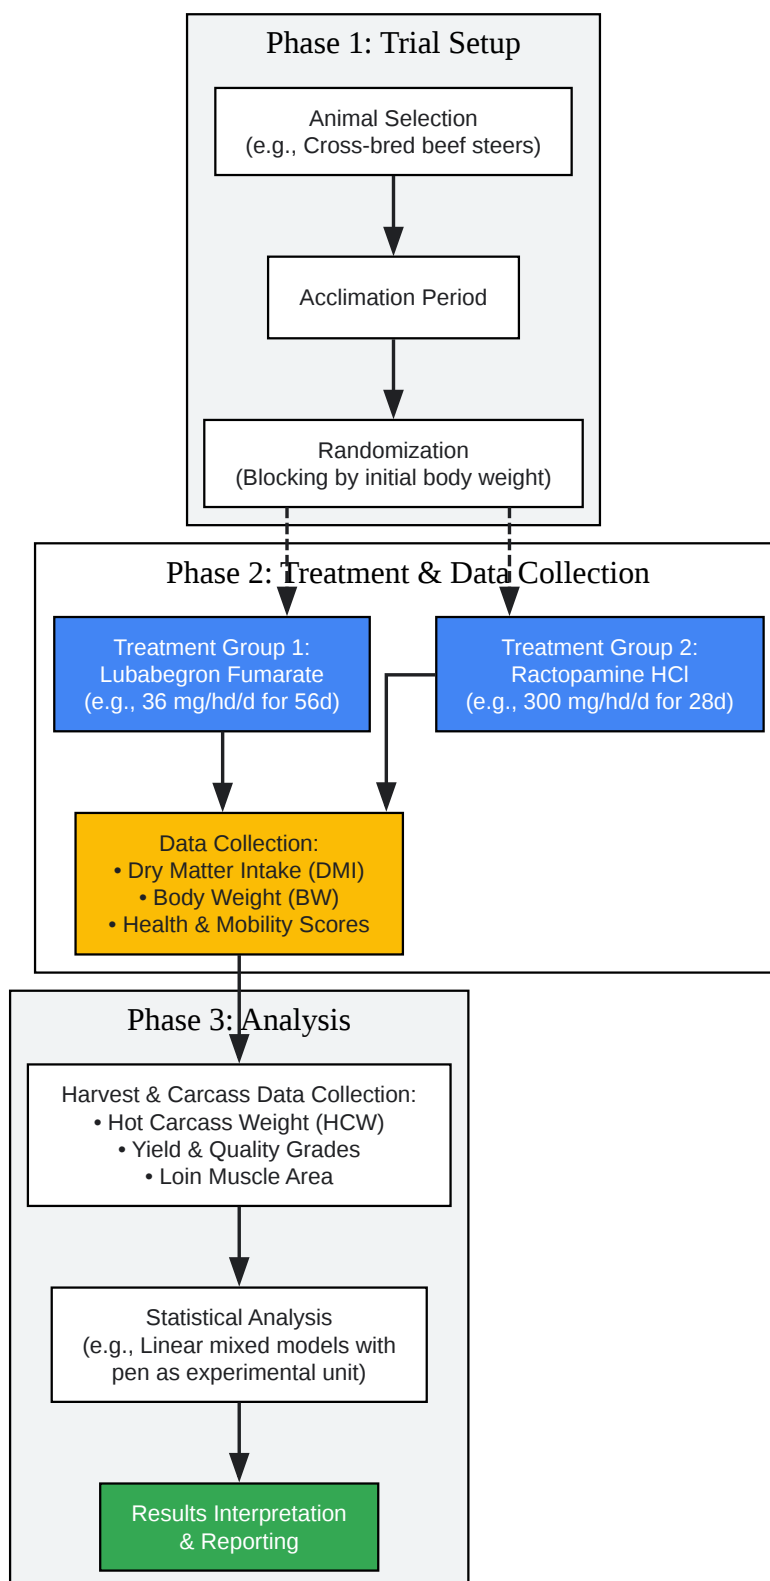 Phase 1: Trial Setup
Animal Selection
(e.g., Cross-bred beef steers)
Acclimation Period
Randomization
(Blocking by initial body weight)
Phase 2: Treatment & Data Collection
Treatment Group 1:
Lubabegron Fumarate
(e.g., 36 mg/hd/d for 56d)
Treatment Group 2:
Ractopamine HCl
(e.g., 300 mg/hd/d for 28d)
Data Collection:
• Dry Matter Intake (DMI)
• Body Weight (BW)
• Health & Mobility Scores
Phase 3: Analysis
Harvest & Carcass Data Collection:
• Hot Carcass Weight (HCW)
• Yield & Quality Grades
• Loin Muscle Area
Statistical Analysis
(e.g., Linear mixed models with
pen as experimental unit)
Results Interpretation
& Reporting